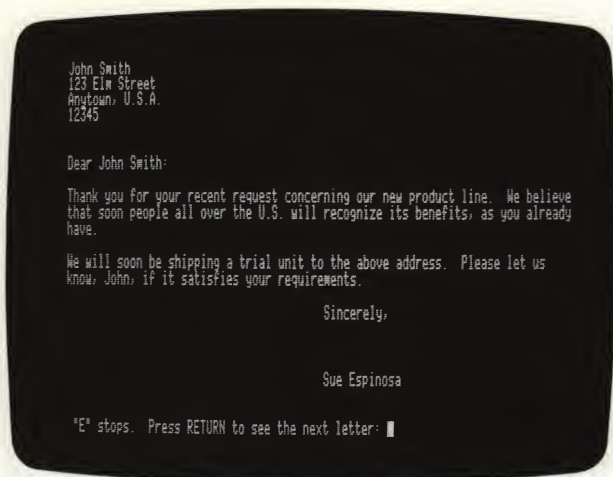 John Smith
123 Elm Street
Anytown, U.S.A.
12345
Dear John Smith:
Thank you for your recent request concerning our new product line. We believe
that soon people all over the U.S. will recognize its benefits, as you already
have.
We will soon be shipping a trial unit to the above address. Please let us
know, John, if it satisfies your requirements.
Sincerely,
Sue Espinosa
"E" stops. Press RETURN to see the next letter: